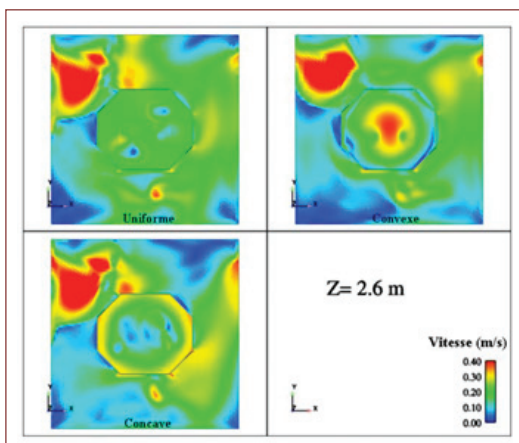 Uniforme
Convexe
Concave
Z= 2.6 m
Vitesse (m/s)
0.40
0.30
0.20
0.10
0.00
Y
Z X
Y
Z X
Y
Z X
Y
Z X